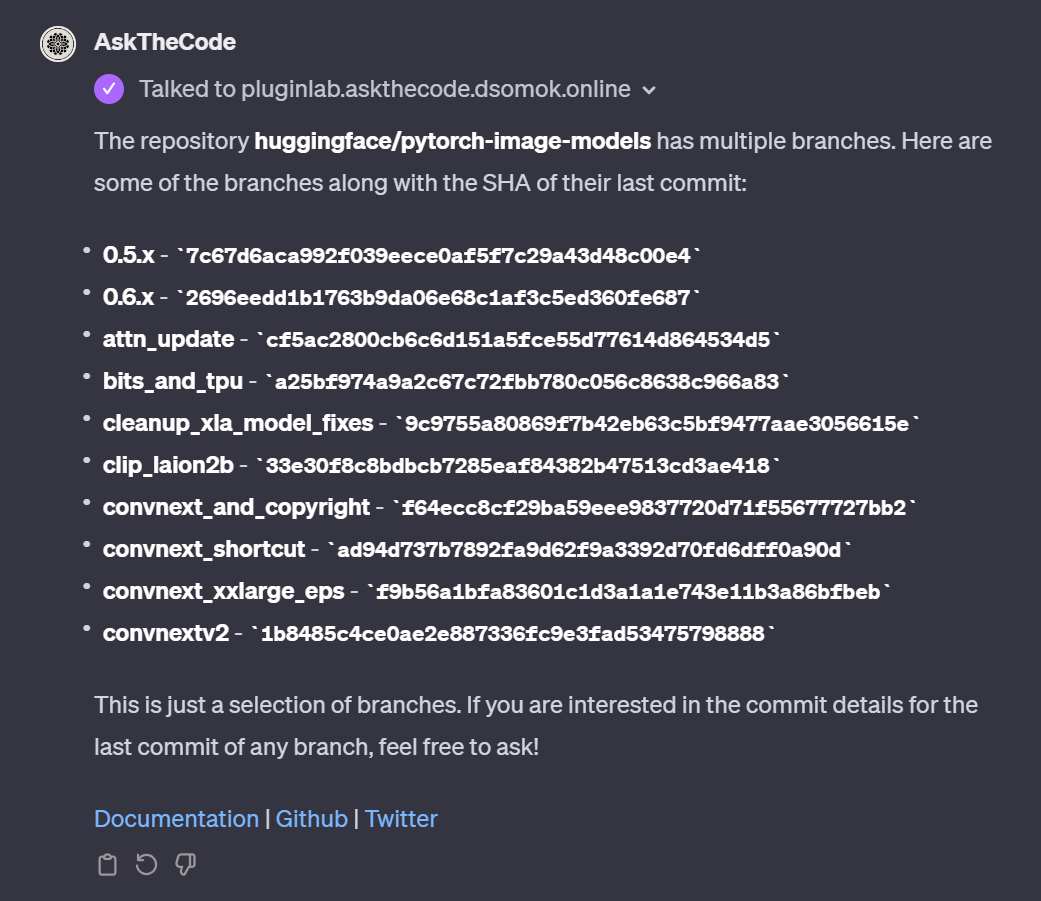 AskTheCode
Talked to pluginlab.askthecode.dsomok.online
The repository huggingface/pytorch-image-models has multiple branches. Here are
some of the branches along with the SHA of their last commit:
• 0.5.x - `7c67d6aca992f039eece0af5f7c29a43d48c00e4`
• 0.6.x - `2696eedd1b1763b9da06e68c1af3c5ed360fe687`
• attn_update - `cf5ac2800cb6c6d151a5fce55d77614d864534d5`
• bits_and_tpu - `a25bf974a9a2c67c72fbb780c056c8638c966a83`
• cleanup_xla_model_fixes - `9c9755a80869f7b42eb63c5bf9477aae3056615e`
• clip_laion2b - `33e30f8c8bdbcb7285eaf84382b47513cd3ae418`
• convnext_and_copyright - `f64ecc8cf29ba59eee9837720d71f55677727bb2`
• convnext_shortcut - `ad94d737b7892fa9d62f9a3392d70fd6dff0a90d`
• convnext_xxlarge_eps - `f9b56a1bfa83601c1d3a1a1e743e11b3a86bfbeb`
• convnextv2 - `1b8485c4ce0ae2e887336fc9e3fad53475798888`
This is just a selection of branches. If you are interested in the commit details for the
last commit of any branch, feel free to ask!
Documentation | Github | Twitter